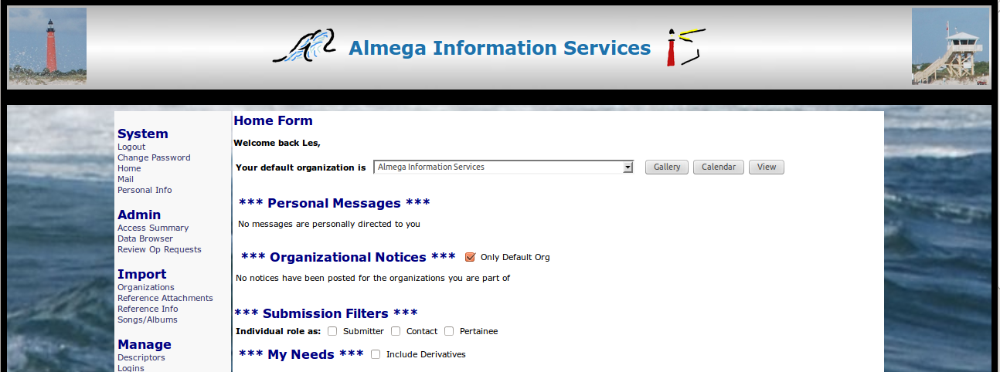 Almega Information Services
System
Logout
Change Password
Home
Mail
Personal Info
Admin
Access Summary
Data Browser
Review Op Requests
Import
Organizations
Reference Attachments
Reference Info
Songs/Albums
Manage
Descriptors
Logins
Home Form
Welcome back Les,
Your default organization is Almega Information Services Gallery Calendar View
*** Personal Messages ***
No messages are personally directed to you
*** Organizational Notices *** Only Default Org
No notices have been posted for the organizations you are part of
*** Submission Filters ***
Individual role as: Submitter Contact Pertainee
*** My Needs *** Include Derivatives